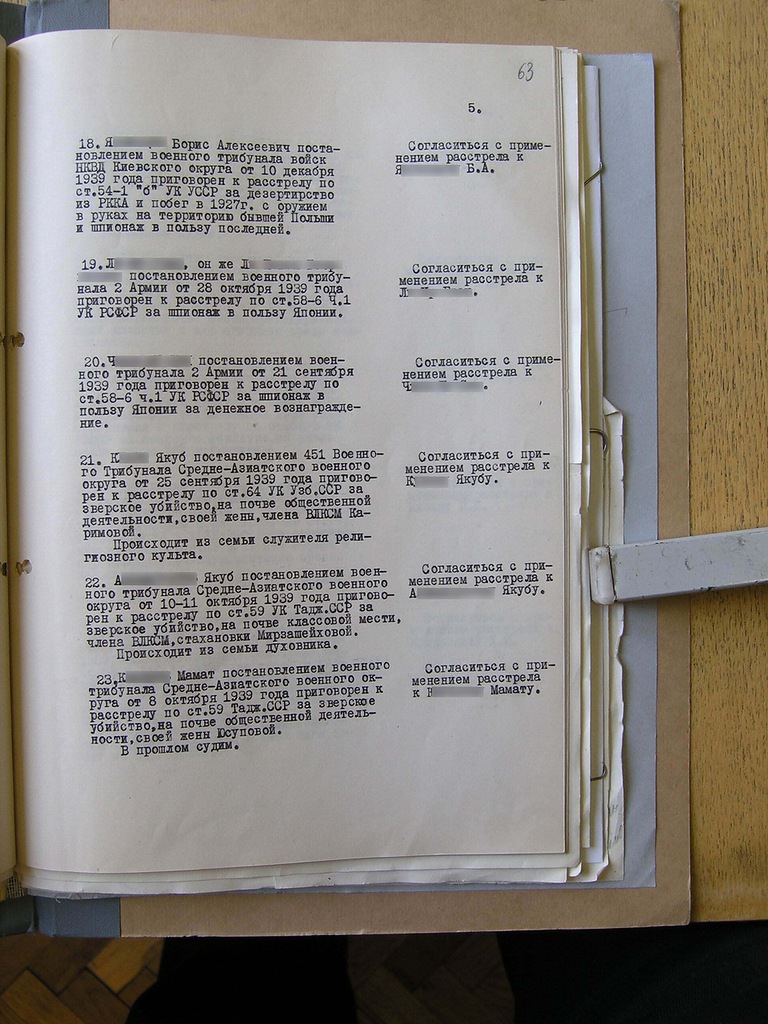 63
5.
18. Я Борис Алексеевич поста-
новлением военного трибунала войск
НКВД Киевского округа от 10 декабря
1939 года приговорен к расстрелу по
ст.54-1 "б" УК УССР за дезертирство
из РККА и побег в 1927г. с оружием
в руках на территорию бывшей Польши
и шпионаж в пользу последней.
Согласиться с приме-
нением расстрела к
Я Б.А.
19. Л , он же Л
постановлением военного трибу-
нала 2 Армии от 28 октября 1939 года
приговорен к расстрелу по ст.58-6 ч.1
УК РСФСР за шпионаж в пользу Японии.
Согласиться с при-
менением расстрела к
Л .
20. Ч постановлением воен-
ного трибунала 2 Армии от 21 сентября
1939 года приговорен к расстрелу по
ст.58-6 ч.1 УК РСФСР за шпионаж в
пользу Японии за денежное вознагражде-
ние.
Согласиться с приме-
нением расстрела к
Ч .
21. К Якуб постановлением 451 Военно-
го Трибунала Средне-Азиатского военного
округа от 25 сентября 1939 года пригово-
рен к расстрелу по ст.64 УК Узб.ССР за
зверское убийство,на почве общественной
деятельности,своей жены,члена ВЛКСМ Ка-
римовой.
Происходит из семьи служителя рели-
гиозного культа.
Согласиться с при-
менением расстрела к
К Якубу.
22. А Якуб постановлением воен-
ного трибунала Средне-Азиатского военного
округа от 10-11 октября 1939 года пригово-
рен к расстрелу по ст.59 УК Тадж.ССР за
зверское убийство,на почве классовой мести,
члена ВЛКСМ,стахановки Мирзашейховой.
Происходит из семьи духовника.
Согласиться с при-
менением расстрела к
А Якубу.
23,К Мамат постановлением военного
трибунала Средне-Азиатского военного ок-
руга от 8 октября 1939 года приговорен к
расстрелу по ст.59 Тадж.ССР за зверское
убийство,на почве общественной деятель-
ности,своей жены Юсуповой.
В прошлом судим.
Согласиться с при-
менением расстрела
к Мамату.